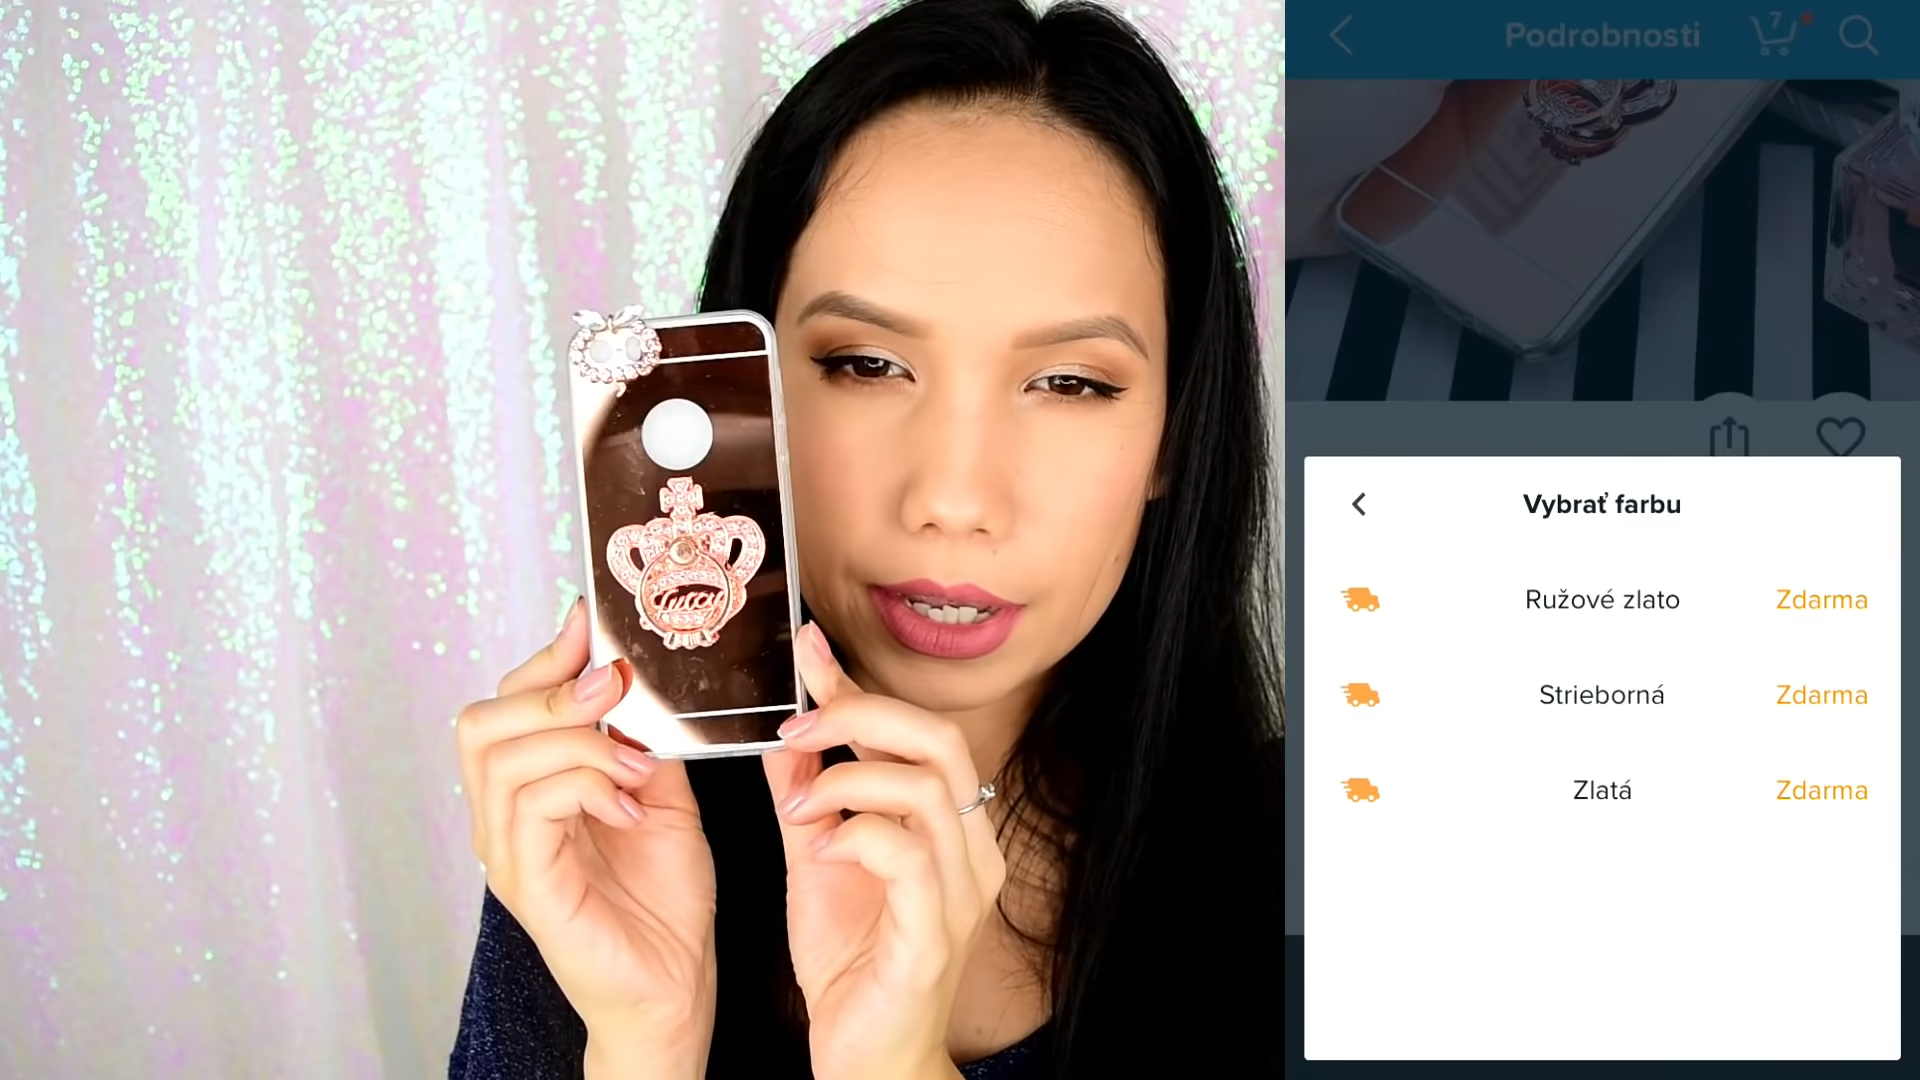 Podrobnosti
7
Vybrať farbu
Ružové zlato Zdarma
Strieborná Zdarma
Zlatá Zdarma